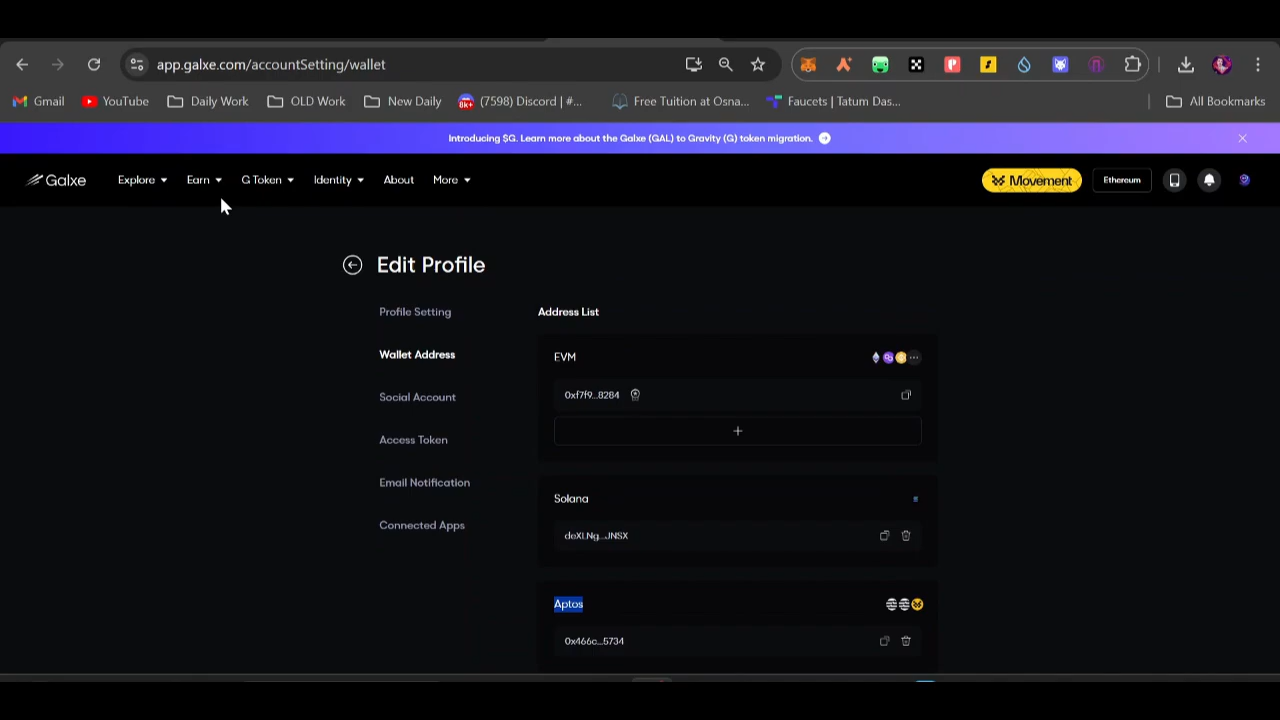 app.galxe.com/accountSetting/wallet
Gmail YouTube Daily Work OLD Work New Daily (7598) Discord | #... Free Tuition at Osna... Faucets | Tatum Das... All Bookmarks
Introducing $G. Learn more about the Galxe (GAL) to Gravity (G) token migration.
Galxe Explore Earn G Token Identity About More Movement Ethereum
Edit Profile
Profile Setting
Wallet Address
Social Account
Access Token
Email Notification
Connected Apps
Address List
EVM
0xf7f9...8284
+
Solana
deXLNg...JNSX
Aptos
0x466c...5734